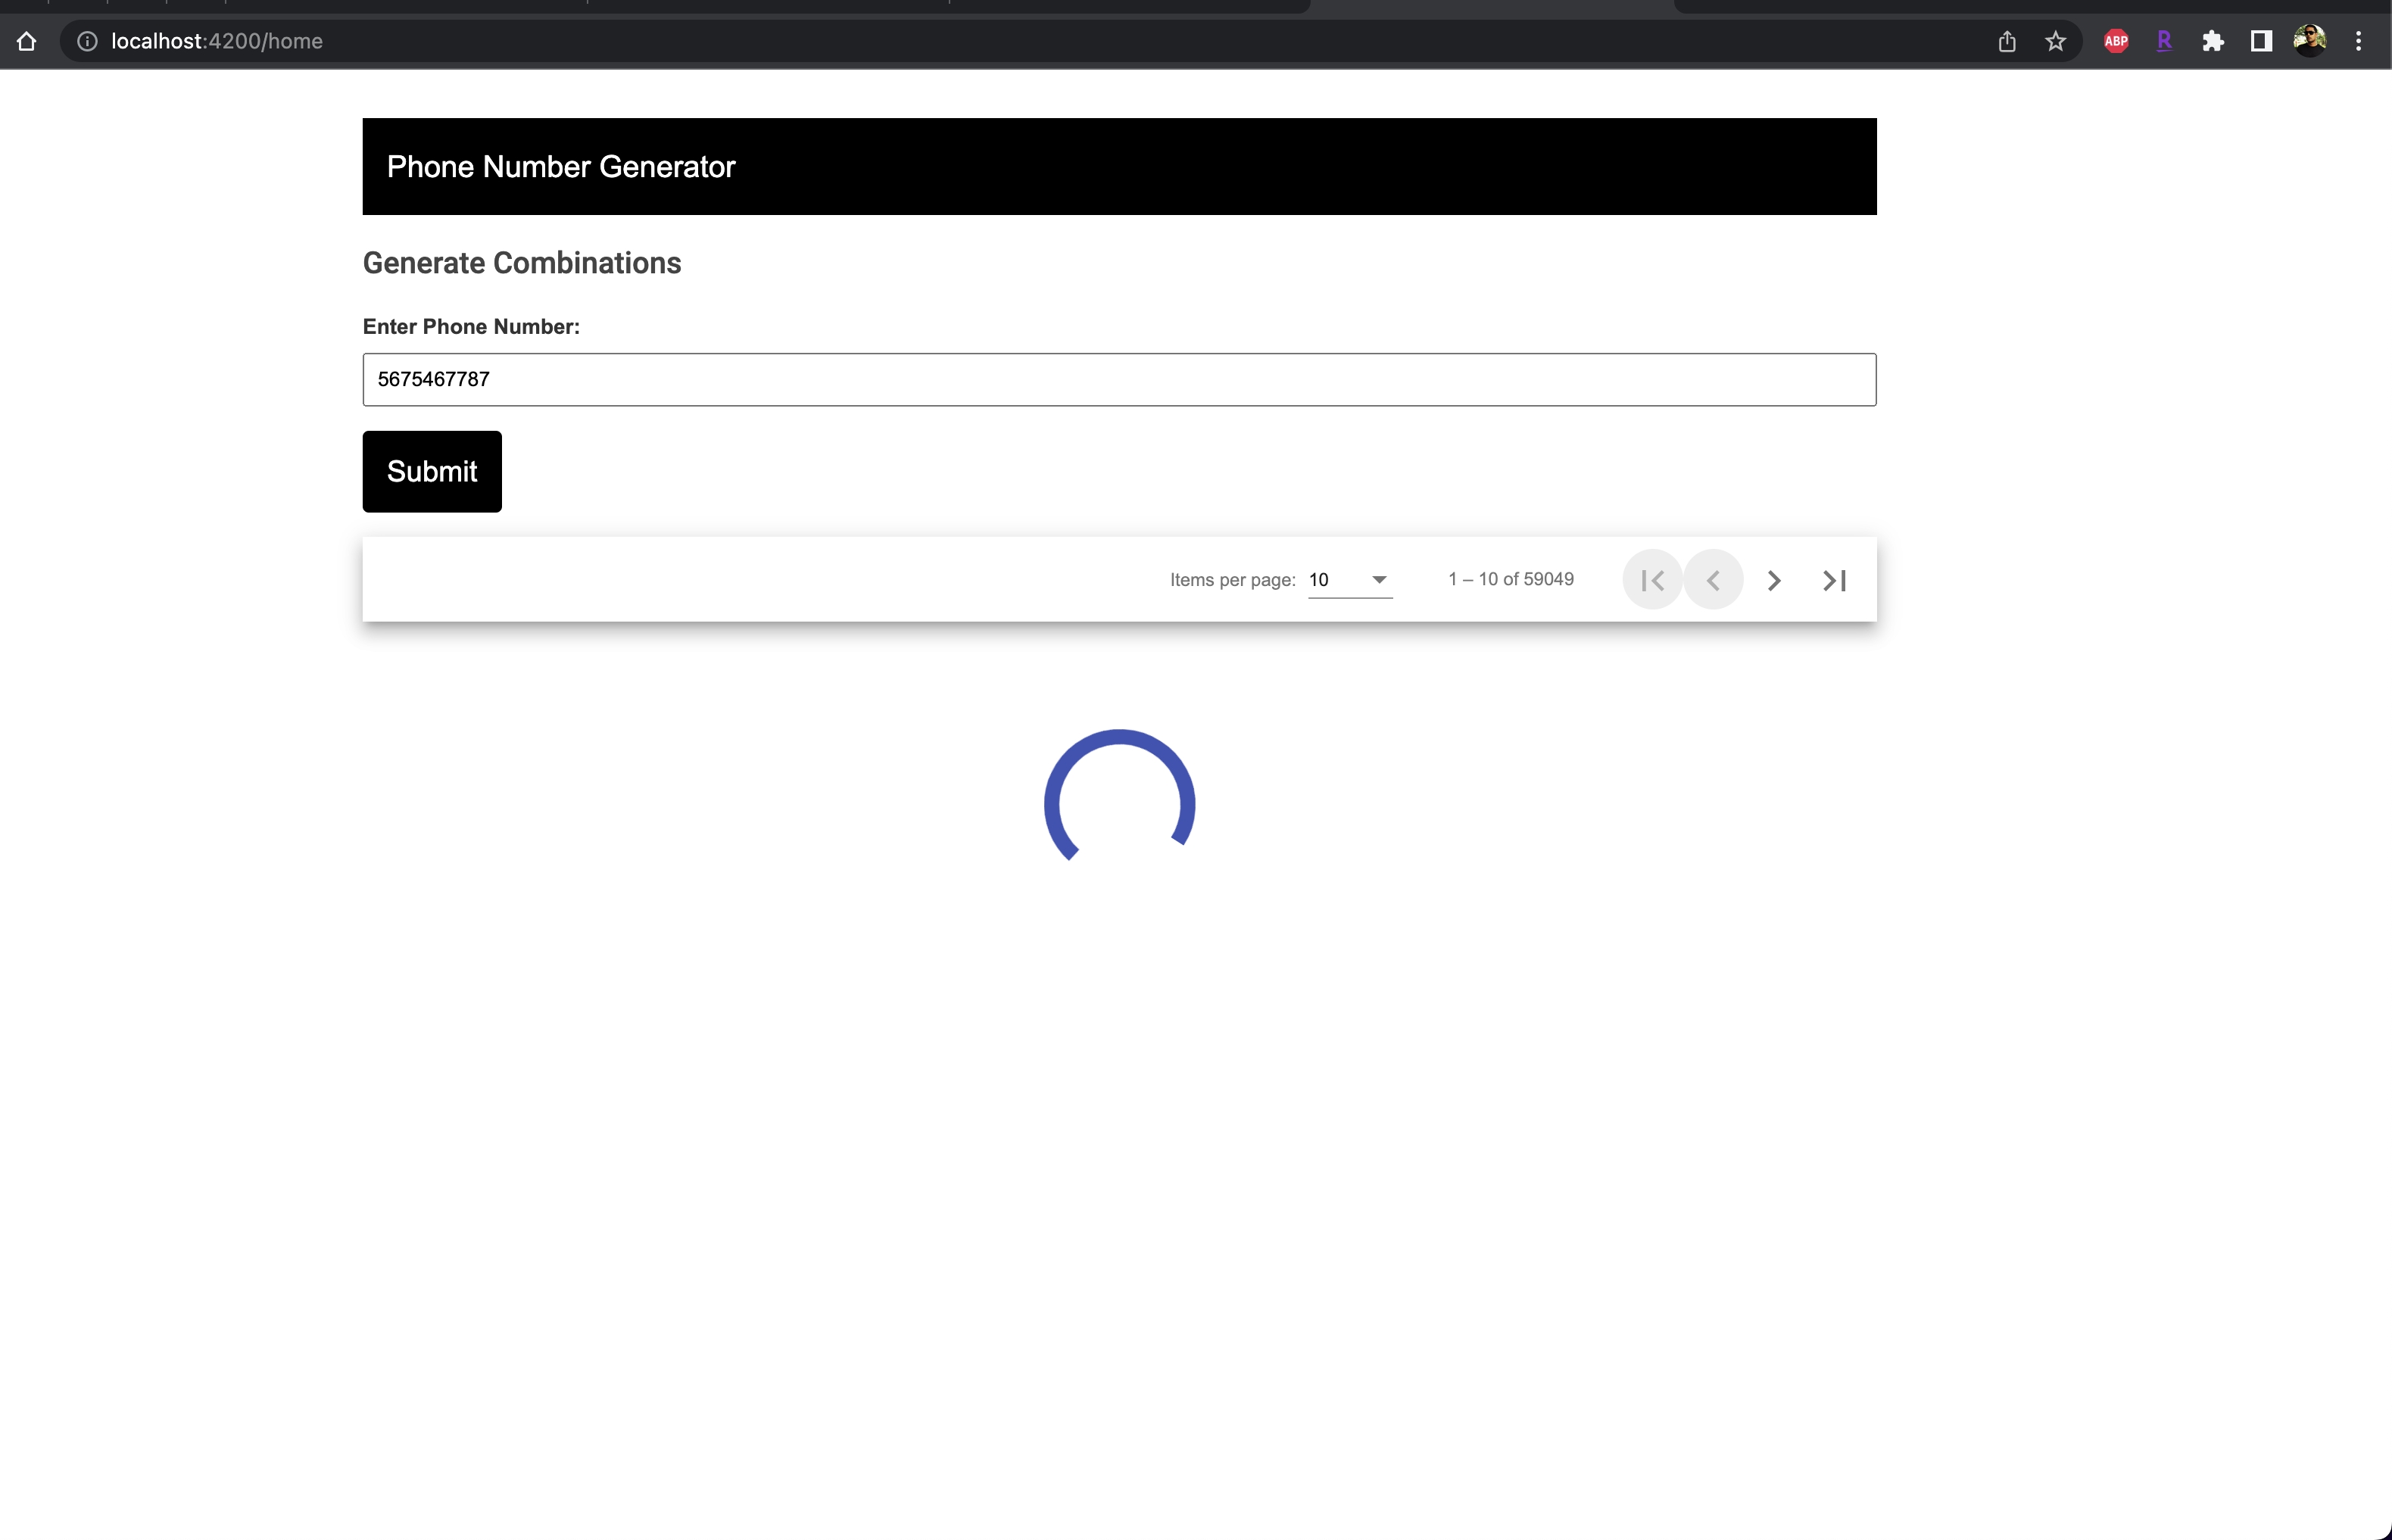 localhost:4200/home
ABP
R
Phone Number Generator
Generate Combinations
Enter Phone Number:
5675467787
Submit
Items per page: 10 1 – 10 of 59049